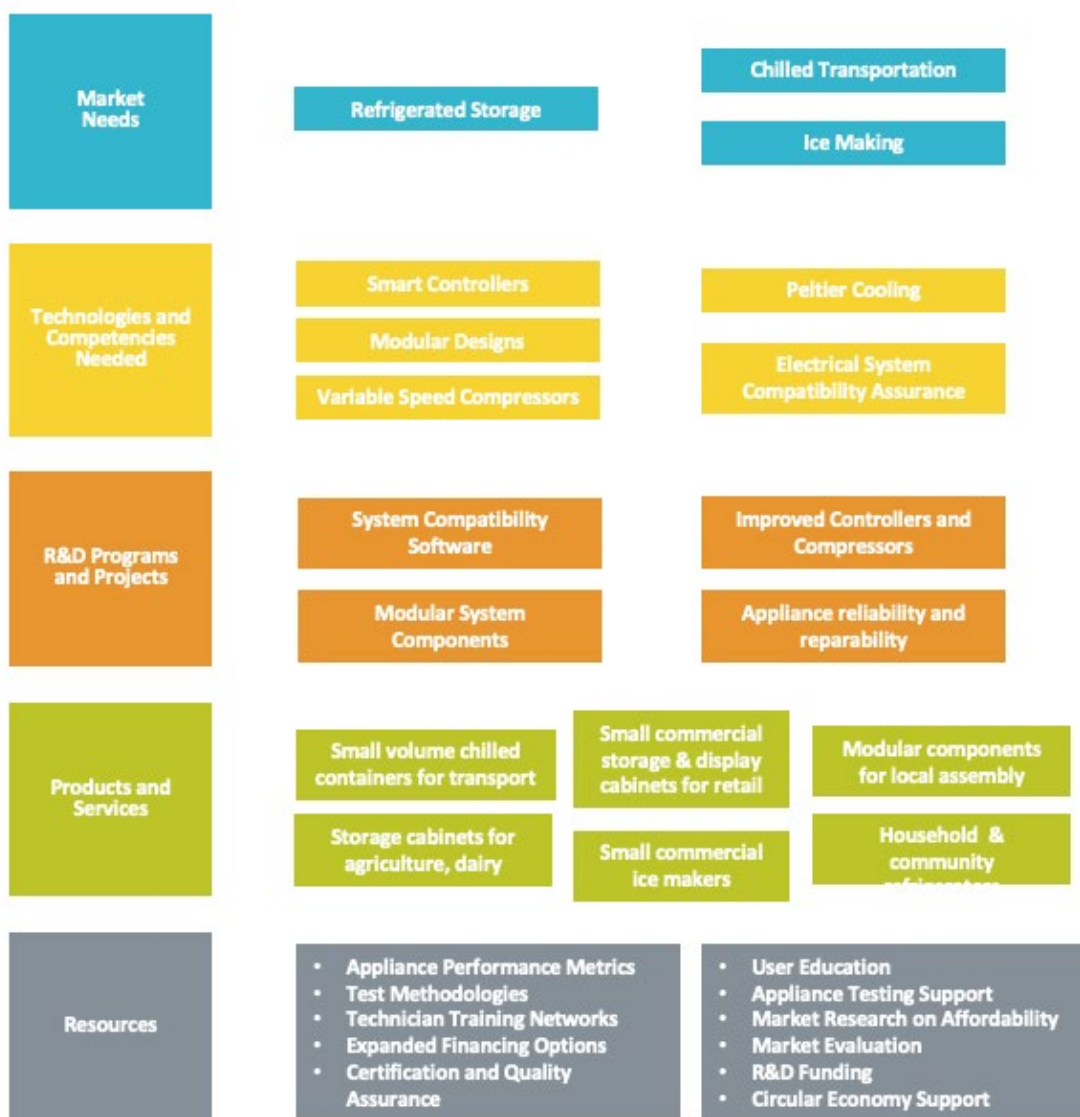 Market
Needs
Refrigerated Storage
Chilled Transportation
Ice Making
Technologies and
Competencies
Needed
Smart Controllers
Modular Designs
Variable Speed Compressors
Peltier Cooling
Electrical System
Compatibility Assurance
R&D Programs
and Projects
System Compatibility
Software
Modular System
Components
Improved Controllers and
Compressors
Appliance reliability and
reparability
Products and
Services
Small volume chilled
containers for transport
Storage cabinets for
agriculture, dairy
Small commercial
storage & display
cabinets for retail
Small commercial
ice makers
Modular components
for local assembly
Household &
community
Resources
• Appliance Performance Metrics
• Test Methodologies
• Technician Training Networks
• Expanded Financing Options
• Certification and Quality
Assurance
• User Education
• Appliance Testing Support
• Market Research on Affordability
• Market Evaluation
• R&D Funding
• Circular Economy Support